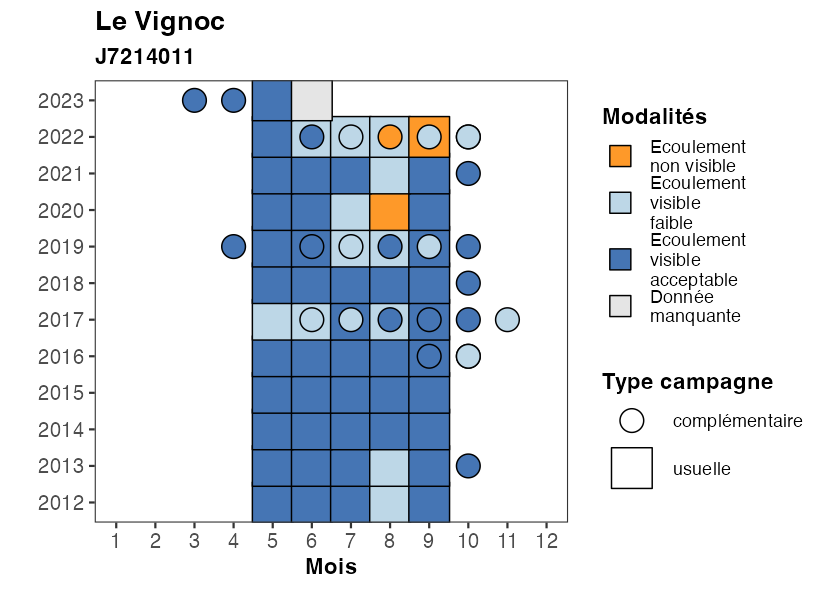 Le Vignoc
J7214011
2023
2022
2021
2020
2019
2018
2017
2016
2015
2014
2013
2012
1 2 3 4 5 6 7 8 9 10 11 12
Mois
Modalités
Ecoulement
non visible
Ecoulement
visible
faible
Ecoulement
visible
acceptable
Donnée
manquante
Type campagne
complémentaire
usuelle